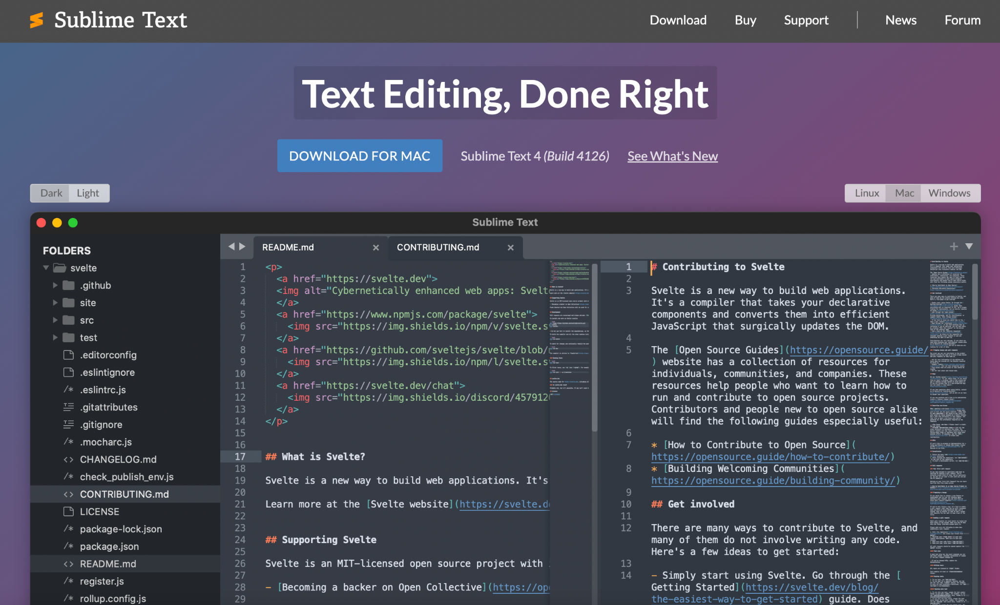 Sublime Text
Download
Buy
Support
News
Forum
Text Editing, Done Right
DOWNLOAD FOR MAC
Sublime Text 4 (Build 4126)
See What's New
Dark
Light
Linux
Mac
Windows
Sublime Text
FOLDERS
svelte
.github
site
src
test
.editorconfig
.eslintignore
/* .eslintrc.js
.gitattributes
.gitignore
/* .mocharc.js
<> CHANGELOG.md
/* check_publish_env.js
<> CONTRIBUTING.md
LICENSE
/* package-lock.json
/* package.json
<> README.md
/* register.js
/* rollup.config.js
README.md
CONTRIBUTING.md
1 <p>
2 <a href="https://svelte.dev">
3 <img alt="Cybernetically enhanced web apps: Svelt
4 </a>
5 <a href="https://www.npmjs.com/package/svelte">
6 <img src="https://img.shields.io/npm/v/svelte.s
7 </a>
8 <a href="https://github.com/sveltejs/svelte/blob/
9 <img src="https://img.shields.io/npm/l/svelte.s
10 </a>
11 <a href="https://svelte.dev/chat">
12 <img src="https://img.shields.io/discord/457912
13 </a>
14 </p>
15
16
17 ## What is Svelte?
18
19 Svelte is a new way to build web applications. It's
20
21 Learn more at the [Svelte website](https://svelte.d
22
23
24 ## Supporting Svelte
25
26 Svelte is an MIT-licensed open source project with
27
28 - [Becoming a backer on Open Collective](https://op
29
1 # Contributing to Svelte
2
3 Svelte is a new way to build web applications.
It's a compiler that takes your declarative
components and converts them into efficient
JavaScript that surgically updates the DOM.
4
5 The [Open Source Guides](https://opensource.guide/
) website has a collection of resources for
individuals, communities, and companies. These
resources help people who want to learn how to
run and contribute to open source projects.
Contributors and people new to open source alike
will find the following guides especially useful:
6
7 * [How to Contribute to Open Source](
https://opensource.guide/how-to-contribute/)
8 * [Building Welcoming Communities](
https://opensource.guide/building-community/)
9
10 ## Get involved
11
12 There are many ways to contribute to Svelte, and
many of them do not involve writing any code.
Here's a few ideas to get started:
13
14 - Simply start using Svelte. Go through the [
Getting Started](https://svelte.dev/blog/
the-easiest-way-to-get-started) guide. Does